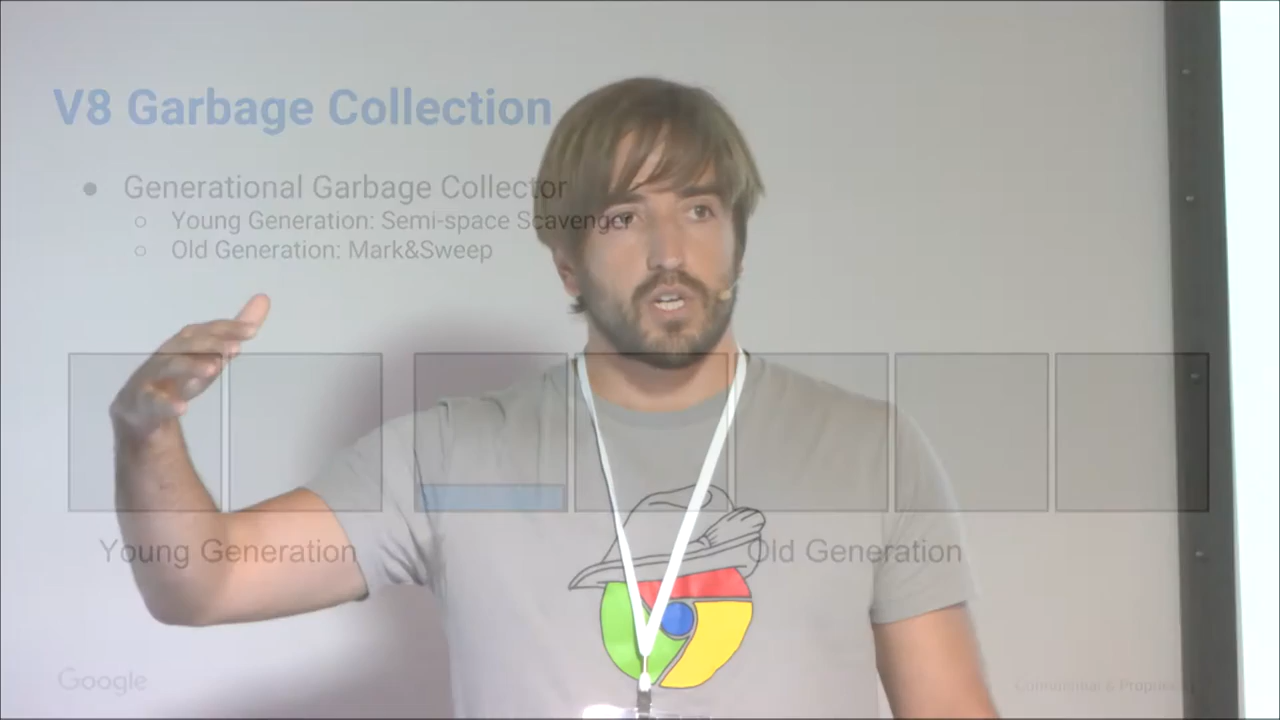 V8 Garbage Collection
● Generational Garbage Collector
○ Young Generation: Semi-space Scavenger
○ Old Generation: Mark&Sweep
Young Generation
Old Generation
Google
Confidential & Proprietary